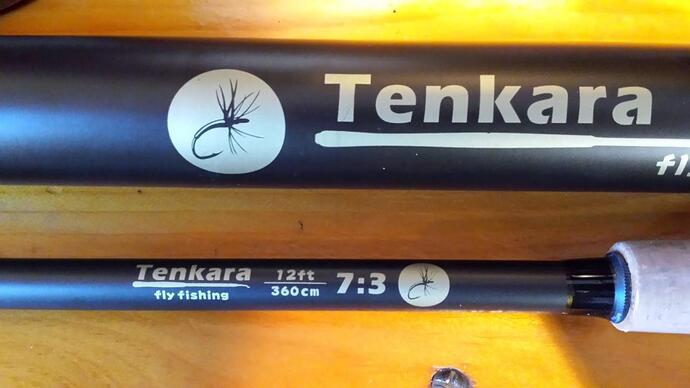 Tenkara
Tenkara
fly fishing
12ft
360cm
7:3